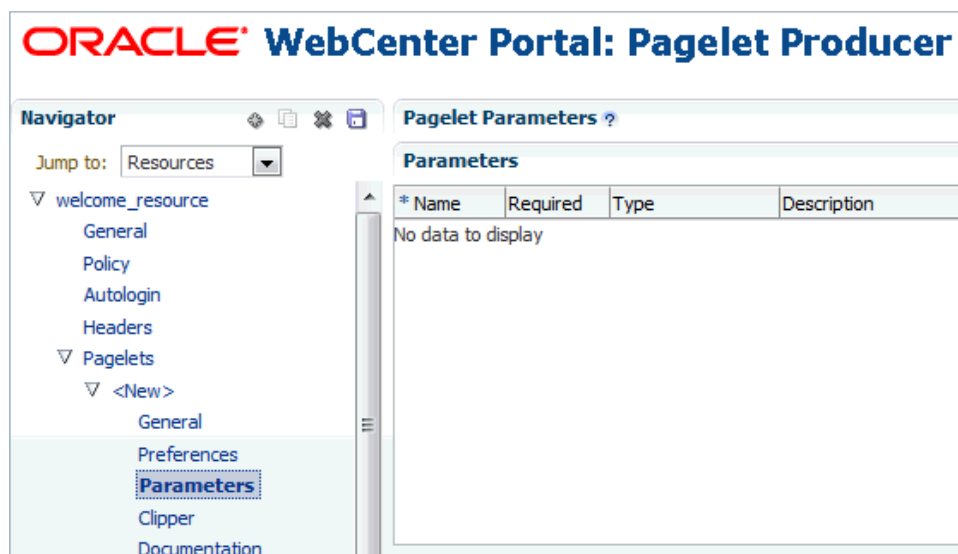 ORACLE® WebCenter Portal: Pagelet Producer
Navigator
Jump to: Resources
welcome_resource
General
Policy
Autologin
Headers
Pagelets
<New>
General
Preferences
Parameters
Clipper
Documentation
Pagelet Parameters ?
Parameters
* Name Required Type Description
No data to display